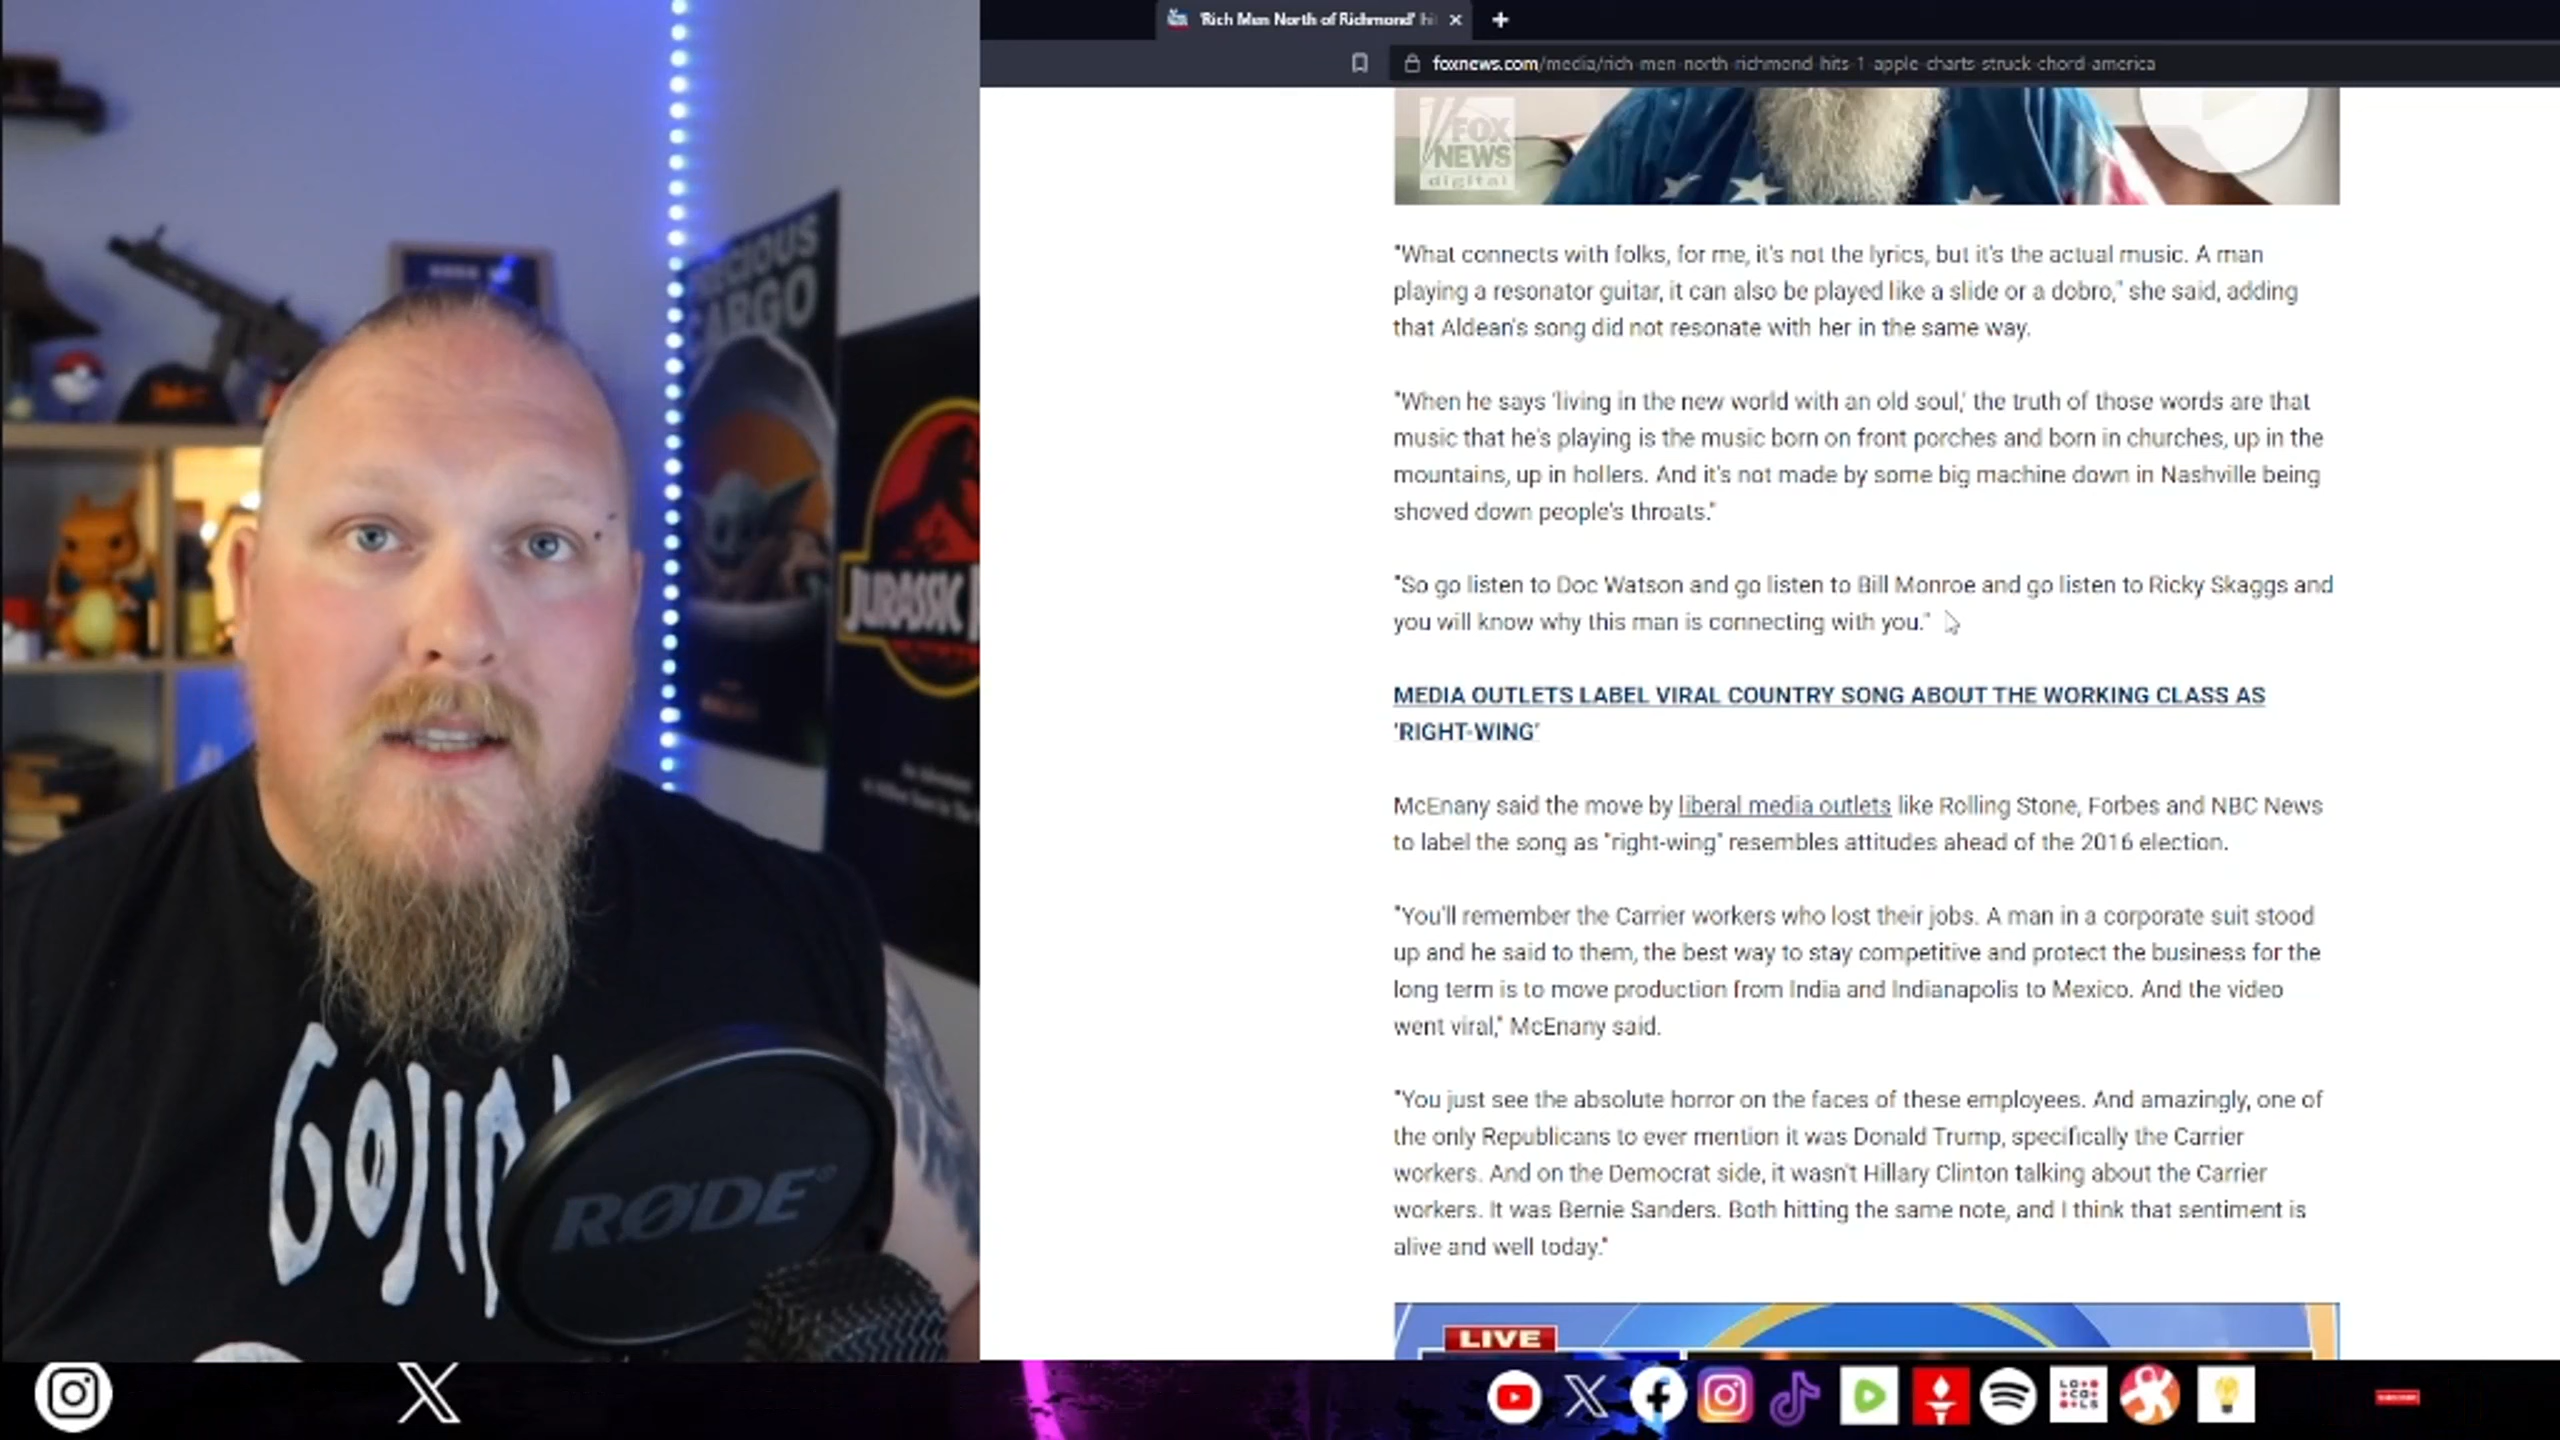 'Rich Men North of Richmond' hi
foxnews.com/media/rich-men-north-richmond-hits-1-apple-charts-struck-chord-america
FOX
NEWS
digital
"What connects with folks, for me, it's not the lyrics, but it's the actual music. A man
playing a resonator guitar, it can also be played like a slide or a dobro," she said, adding
that Aldean's song did not resonate with her in the same way.
"When he says 'living in the new world with an old soul,' the truth of those words are that
music that he's playing is the music born on front porches and born in churches, up in the
mountains, up in hollers. And it's not made by some big machine down in Nashville being
shoved down people's throats."
"So go listen to Doc Watson and go listen to Bill Monroe and go listen to Ricky Skaggs and
you will know why this man is connecting with you."
MEDIA OUTLETS LABEL VIRAL COUNTRY SONG ABOUT THE WORKING CLASS AS
'RIGHT-WING'
McEnany said the move by liberal media outlets like Rolling Stone, Forbes and NBC News
to label the song as "right-wing" resembles attitudes ahead of the 2016 election.
"You'll remember the Carrier workers who lost their jobs. A man in a corporate suit stood
up and he said to them, the best way to stay competitive and protect the business for the
long term is to move production from India and Indianapolis to Mexico. And the video
went viral," McEnany said.
"You just see the absolute horror on the faces of these employees. And amazingly, one of
the only Republicans to ever mention it was Donald Trump, specifically the Carrier
workers. And on the Democrat side, it wasn't Hillary Clinton talking about the Carrier
workers. It was Bernie Sanders. Both hitting the same note, and I think that sentiment is
alive and well today."
LIVE
CARGO
JURASSIC
GOJIR
RØDE